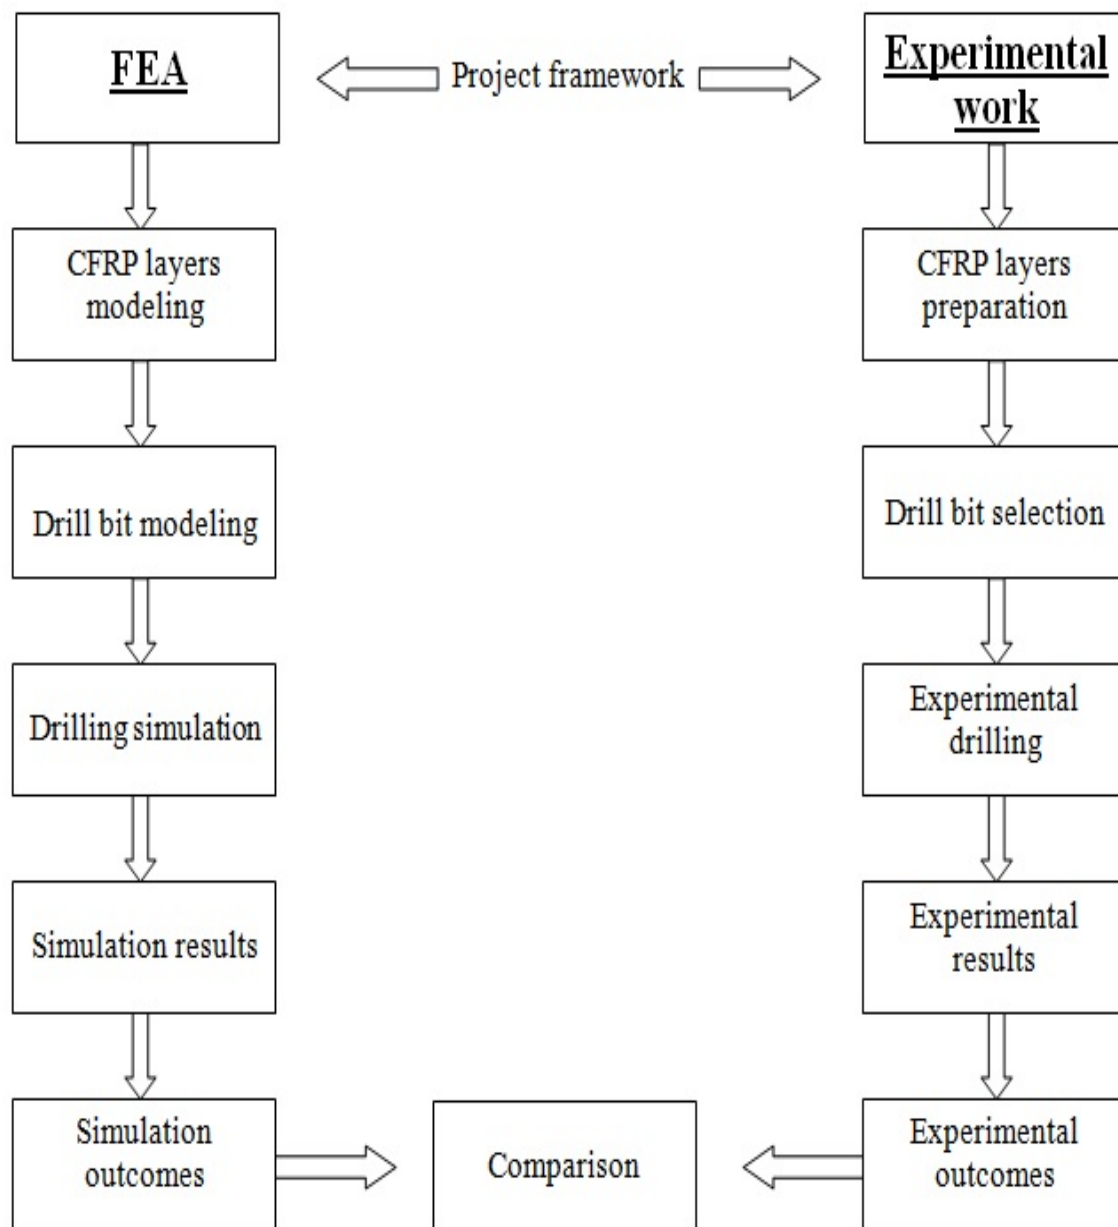 FEA
Project framework
Experimental
work
CFRP layers
modeling
CFRP layers
preparation
Drill bit modeling
Drill bit selection
Drilling simulation
Experimental
drilling
Simulation results
Experimental
results
Simulation
outcomes
Comparison
Experimental
outcomes